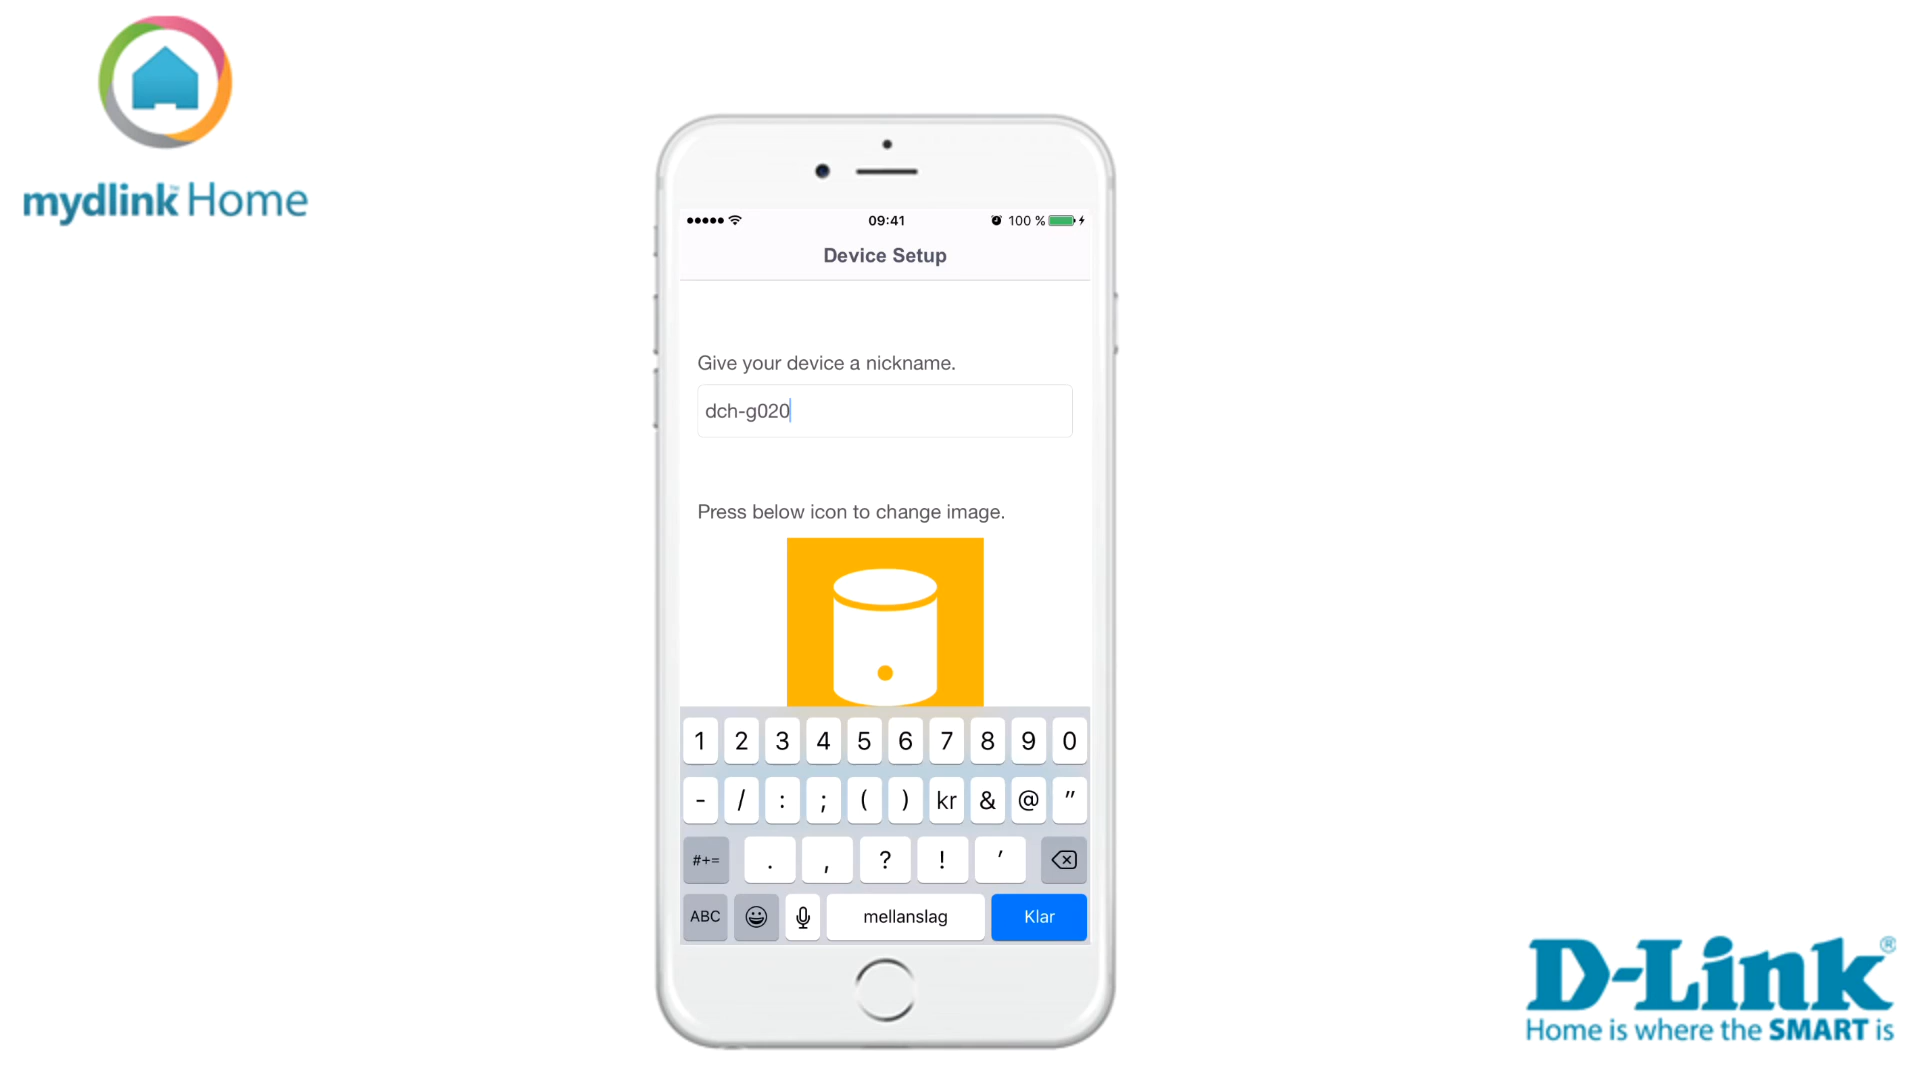 mydlink™ Home
09:41
100 %
Device Setup
Give your device a nickname.
dch-g020
Press below icon to change image.
1 2 3 4 5 6 7 8 9 0
- / : ; ( ) kr & @ ”
#+= . , ? ! ’
ABC mellanslag Klar
D-Link®
Home is where the SMART is